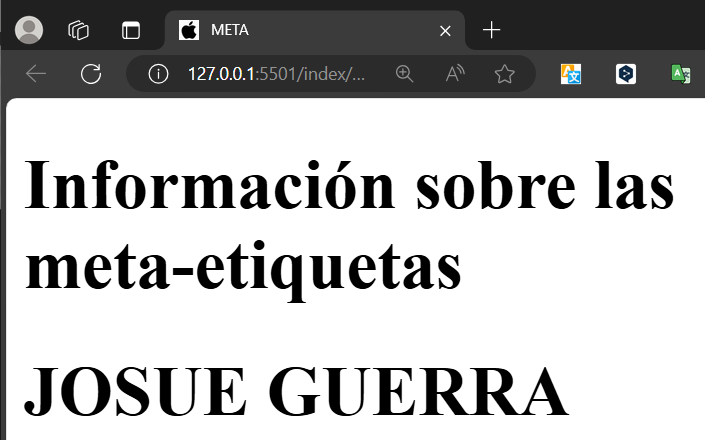 META
127.0.0.1:5501/index/...
Información sobre las
meta-etiquetas
JOSUE GUERRA